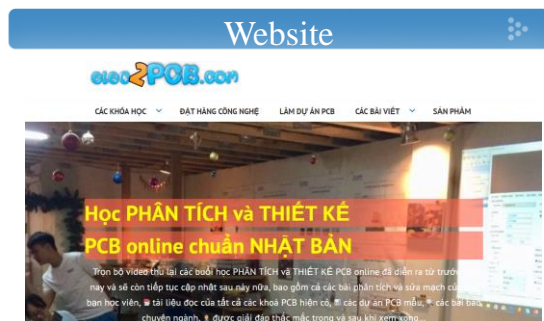 Website
elec2PCB.com
CÁC KHÓA HỌC ĐẶT HÀNG CÔNG NGHỆ LÀM DỰ ÁN PCB CÁC BÀI VIẾT SẢN PHẨM
Học PHÂN TÍCH và THIẾT KẾ
PCB online chuẩn NHẬT BẢN
Trọn bộ video thu lại các buổi học PHÂN TÍCH và THIẾT KẾ PCB online đã diễn ra từ trước
nay và sẽ còn tiếp tục cập nhật sau này nữa, bao gồm cả các bài phân tích và sửa mạch
bạn học viên, tài liệu đọc của tất cả các khoá PCB hiện có, các dự án PCB mẫu, các bài báo
chuyên ngành, được giải đáp thắc mắc trong và sau khi xem xong...